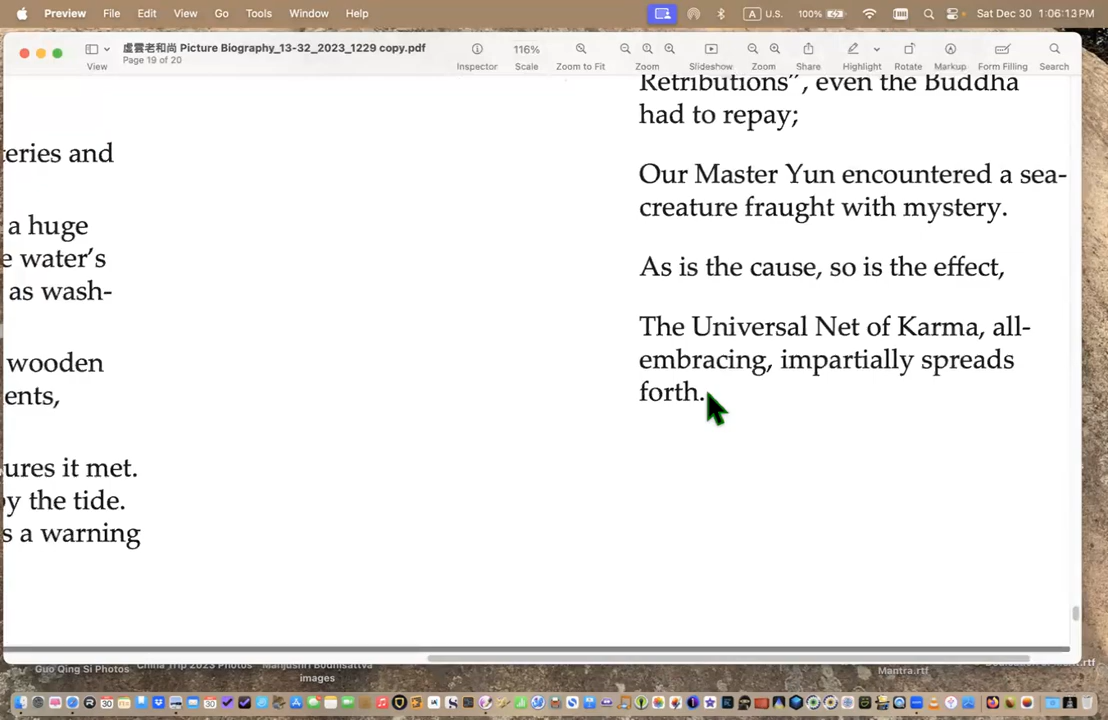 Preview File Edit View Go Tools Window Help
A U.S. 100% Sat Dec 30 1:06:13 PM
虛雲老和尚 Picture Biography_13-32_2023_1229 copy.pdf
Page 19 of 20
116%
View Inspector Scale Zoom to Fit Zoom Slideshow Zoom Share Highlight Rotate Markup Form Filling Search
teries and
a huge
e water's
as wash-
wooden
ents,
tures it met.
by the tide.
s a warning
Retributions”, even the Buddha
had to repay;
Our Master Yun encountered a sea-
creature fraught with mystery.
As is the cause, so is the effect,
The Universal Net of Karma, all-
embracing, impartially spreads
forth.
Guo Qing Si Photos
China Trip 2023 Photos
Manjushri Bodhisattva
images
Mantra.rtf